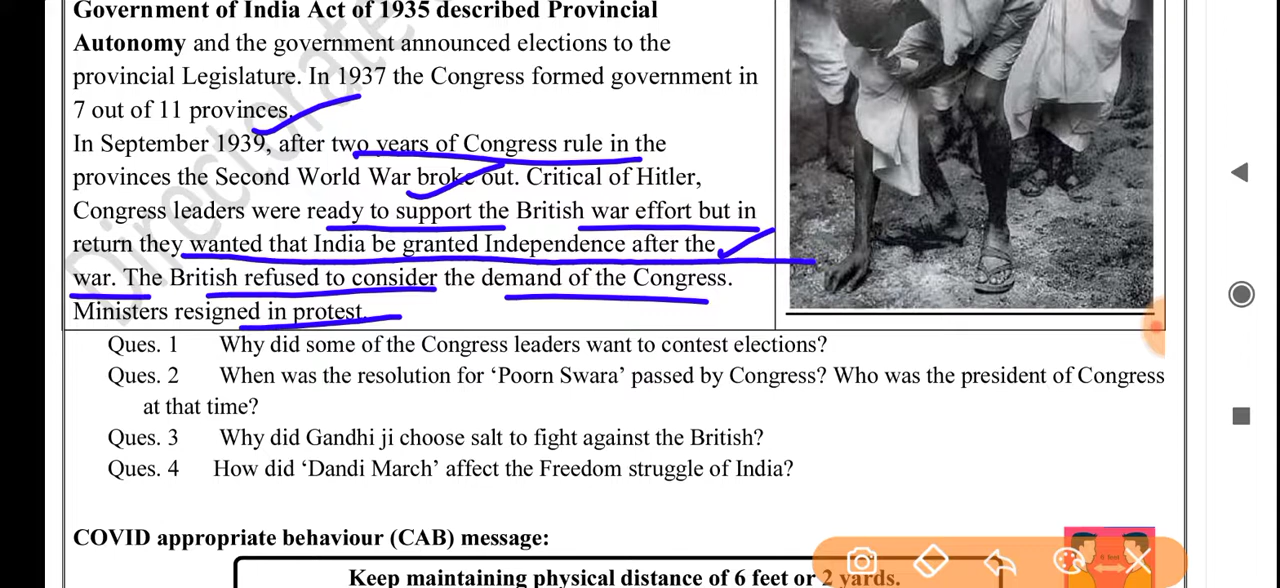 Government of India Act of 1935 described Provincial
Autonomy and the government announced elections to the
provincial Legislature. In 1937 the Congress formed government in
7 out of 11 provinces.
In September 1939, after two years of Congress rule in the
provinces the Second World War broke out. Critical of Hitler,
Congress leaders were ready to support the British war effort but in
return they wanted that India be granted Independence after the
war. The British refused to consider the demand of the Congress.
Ministers resigned in protest.
Ques. 1 Why did some of the Congress leaders want to contest elections?
Ques. 2 When was the resolution for ‘Poorn Swara’ passed by Congress? Who was the president of Congress
at that time?
Ques. 3 Why did Gandhi ji choose salt to fight against the British?
Ques. 4 How did ‘Dandi March’ affect the Freedom struggle of India?
COVID appropriate behaviour (CAB) message:
Keep maintaining physical distance of 6 feet or 2 yards.
Directorate